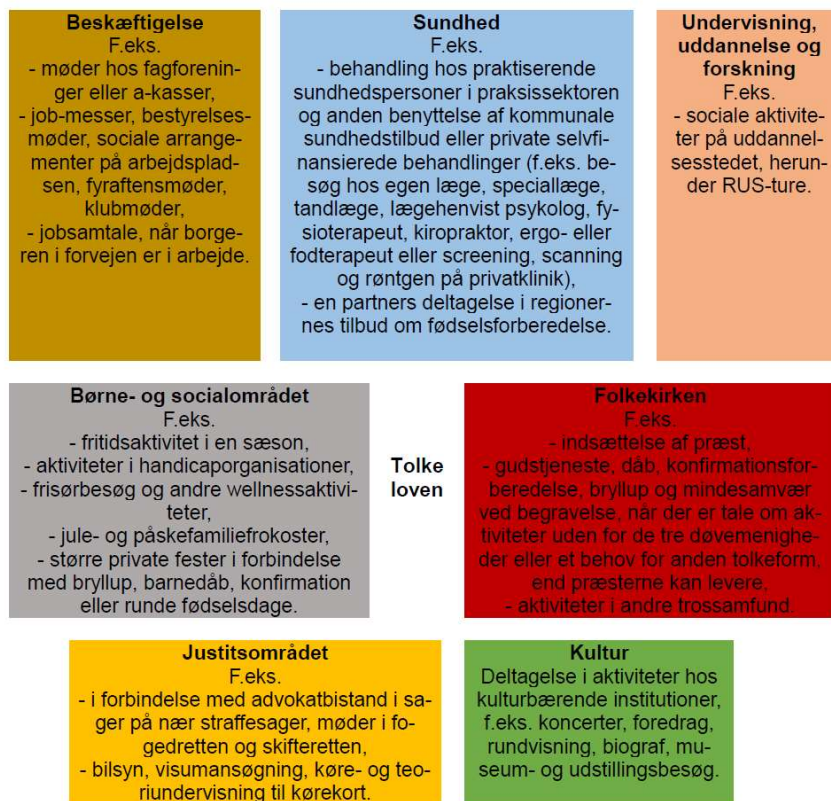 Beskæftigelse
F.eks.
- møder hos fagforenin-
ger eller a-kasser,
- job-messer, bestyrelses-
møder, sociale arrange-
menter på arbejdsplad-
sen, fyraftensmøder,
klubmøder,
- jobsamtale, når borge-
ren i forvejen er i arbejde.
Sundhed
F.eks.
- behandling hos praktiserende
sundhedspersoner i praksissektoren
og anden benyttelse af kommunale
sundhedstilbud eller private selvfi-
nansierede behandlinger (f.eks. be-
søg hos egen læge, speciallæge,
tandlæge, lægehenvist psykolog, fy-
sioterapeut, kiropraktor, ergo- eller
fodterapeut eller screening, scanning
og røntgen på privatklinik),
- en partners deltagelse i regioner-
nes tilbud om fødselsforberedelse.
Undervisning,
uddannelse og
forskning
F.eks.
- sociale aktivite-
ter på uddannel-
sesstedet, herun-
der RUS-ture.
Børne- og socialområdet
F.eks.
- fritidsaktivitet i en sæson,
- aktiviteter i handicaporganisationer,
- frisørbesøg og andre wellnessaktivi-
teter,
- jule- og påskefamiliefrokoster,
- større private fester i forbindelse
med bryllup, barnedåb, konfirmation
eller runde fødselsdage.
Tolke
loven
Folkekirken
F.eks.
- indsættelse af præst,
- gudstjeneste, dåb, konfirmationsfor-
beredelse, bryllup og mindesamvær
ved begravelse, når der er tale om ak-
tiviteter uden for de tre døvemenighe-
der eller et behov for anden tolkeform,
end præsterne kan levere,
- aktiviteter i andre trossamfund.
Justitsområdet
F.eks.
- i forbindelse med advokatbistand i sa-
ger på nær straffesager, møder i fo-
gedretten og skifteretten,
- bilsyn, visumansøgning, køre- og teo-
riundervisning til kørekort.
Kultur
Deltagelse i aktiviteter hos
kulturbærende institutioner,
f.eks. koncerter, foredrag,
rundvisning, biograf, mu-
seum- og udstillingsbesøg.